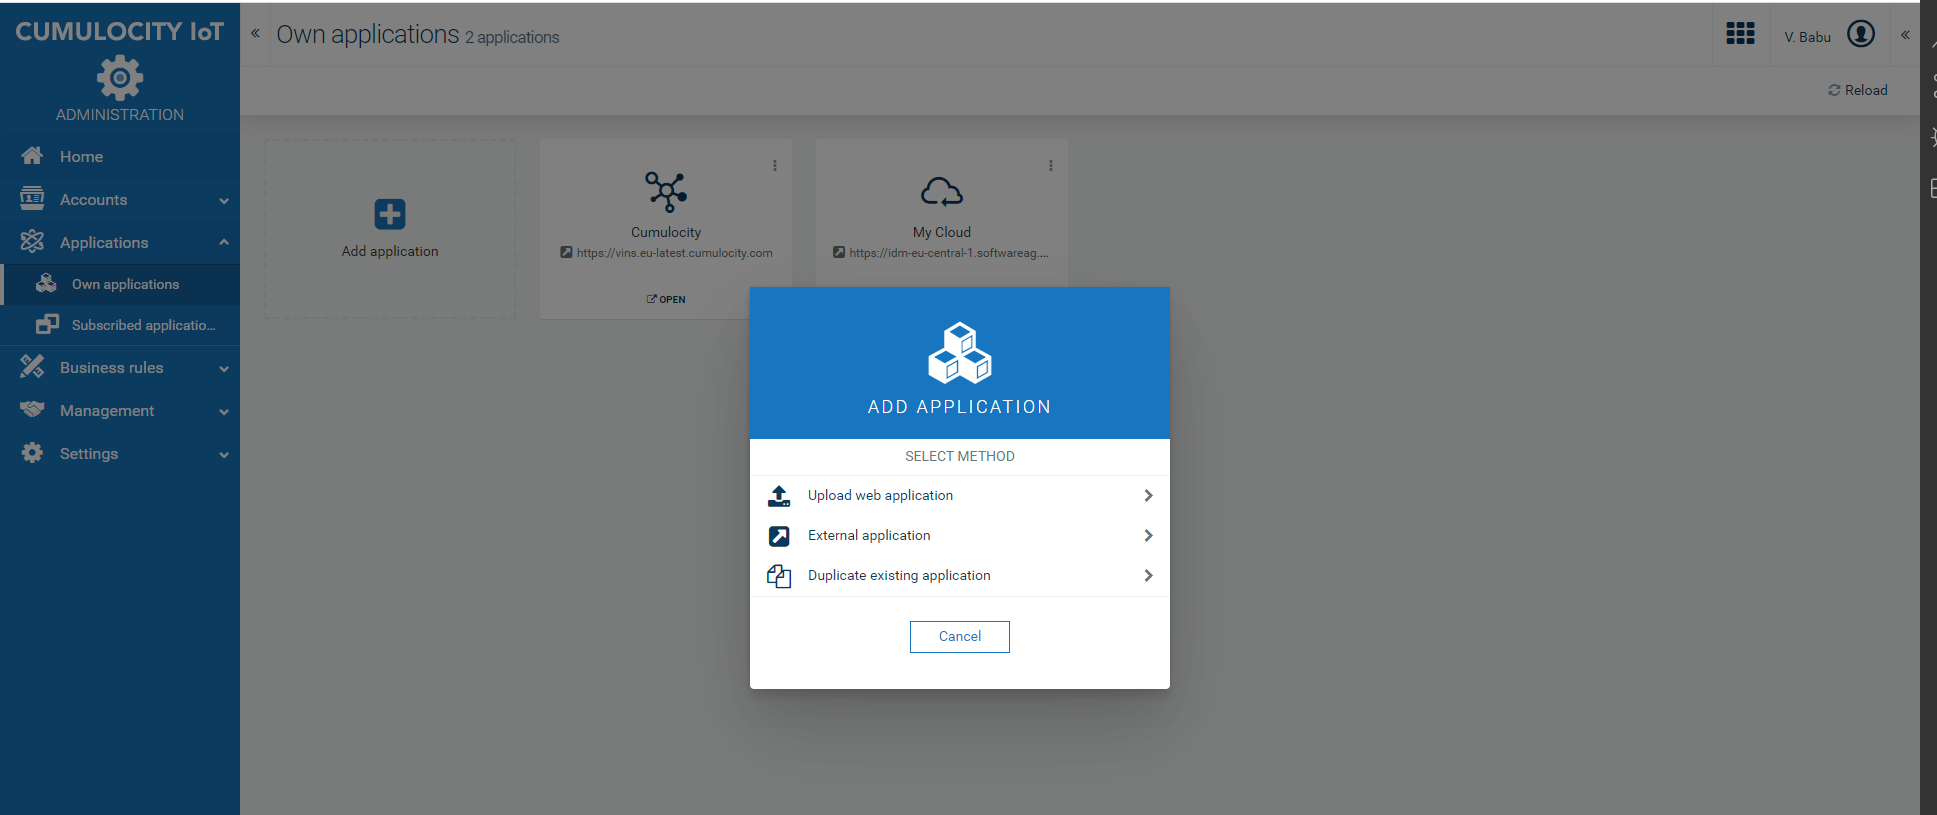 CUMULOCITY IoT
ADMINISTRATION
Home
Accounts
Applications
Own applications
Subscribed applicatio...
Business rules
Management
Settings
Own applications 2 applications
V. Babu
Reload
Add application
Cumulocity
https://vins.eu-latest.cumulocity.com
OPEN
My Cloud
https://idm-eu-central-1.softwareag....
ADD APPLICATION
SELECT METHOD
Upload web application
External application
Duplicate existing application
Cancel